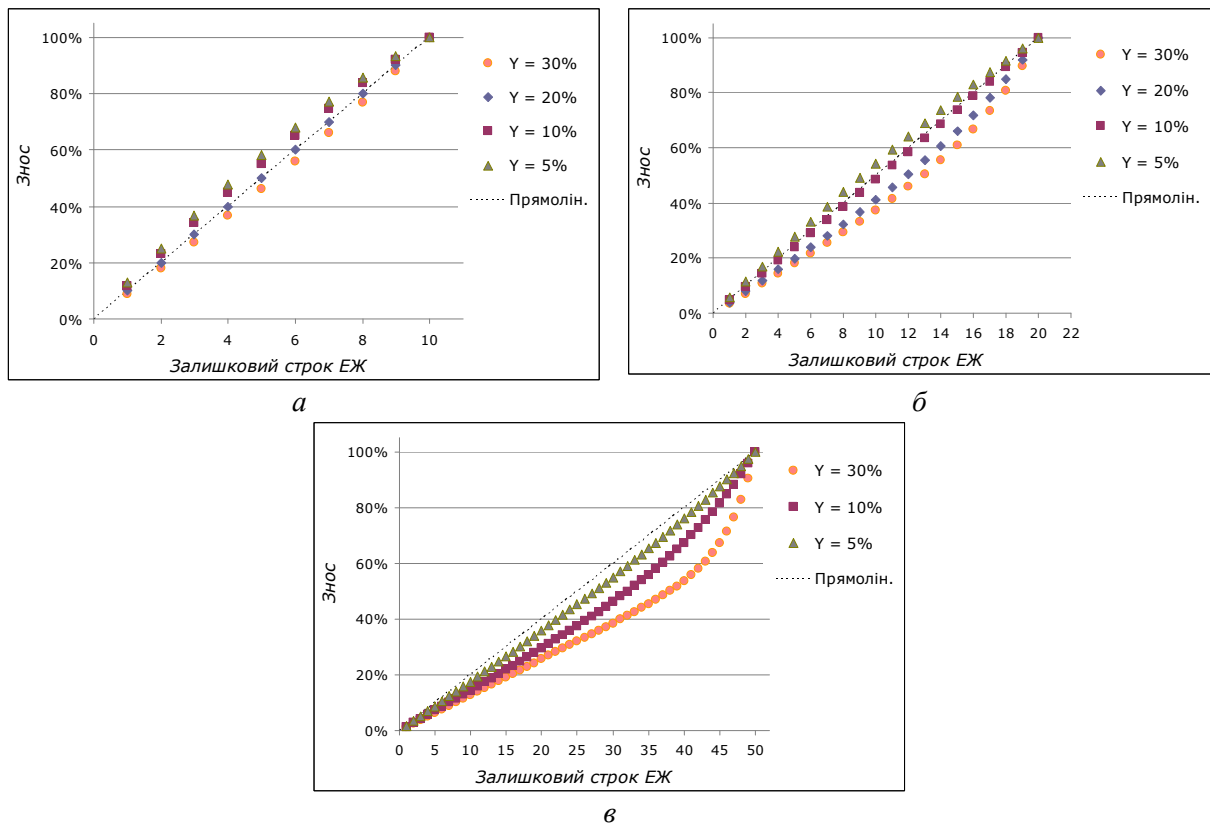 100%
80%
60%
40%
20%
0%
Знос
0 2 4 6 8 10
Залишковий строк ЕЖ
Y = 30%
Y = 20%
Y = 10%
Y = 5%
Прямолін.
а
100%
80%
60%
40%
20%
0%
Знос
0 2 4 6 8 10 12 14 16 18 20 22
Залишковий строк ЕЖ
Y = 30%
Y = 20%
Y = 10%
Y = 5%
Прямолін.
б
100%
80%
60%
40%
20%
0%
Знос
0 5 10 15 20 25 30 35 40 45 50
Залишковий строк ЕЖ
Y = 30%
Y = 10%
Y = 5%
Прямолін.
в